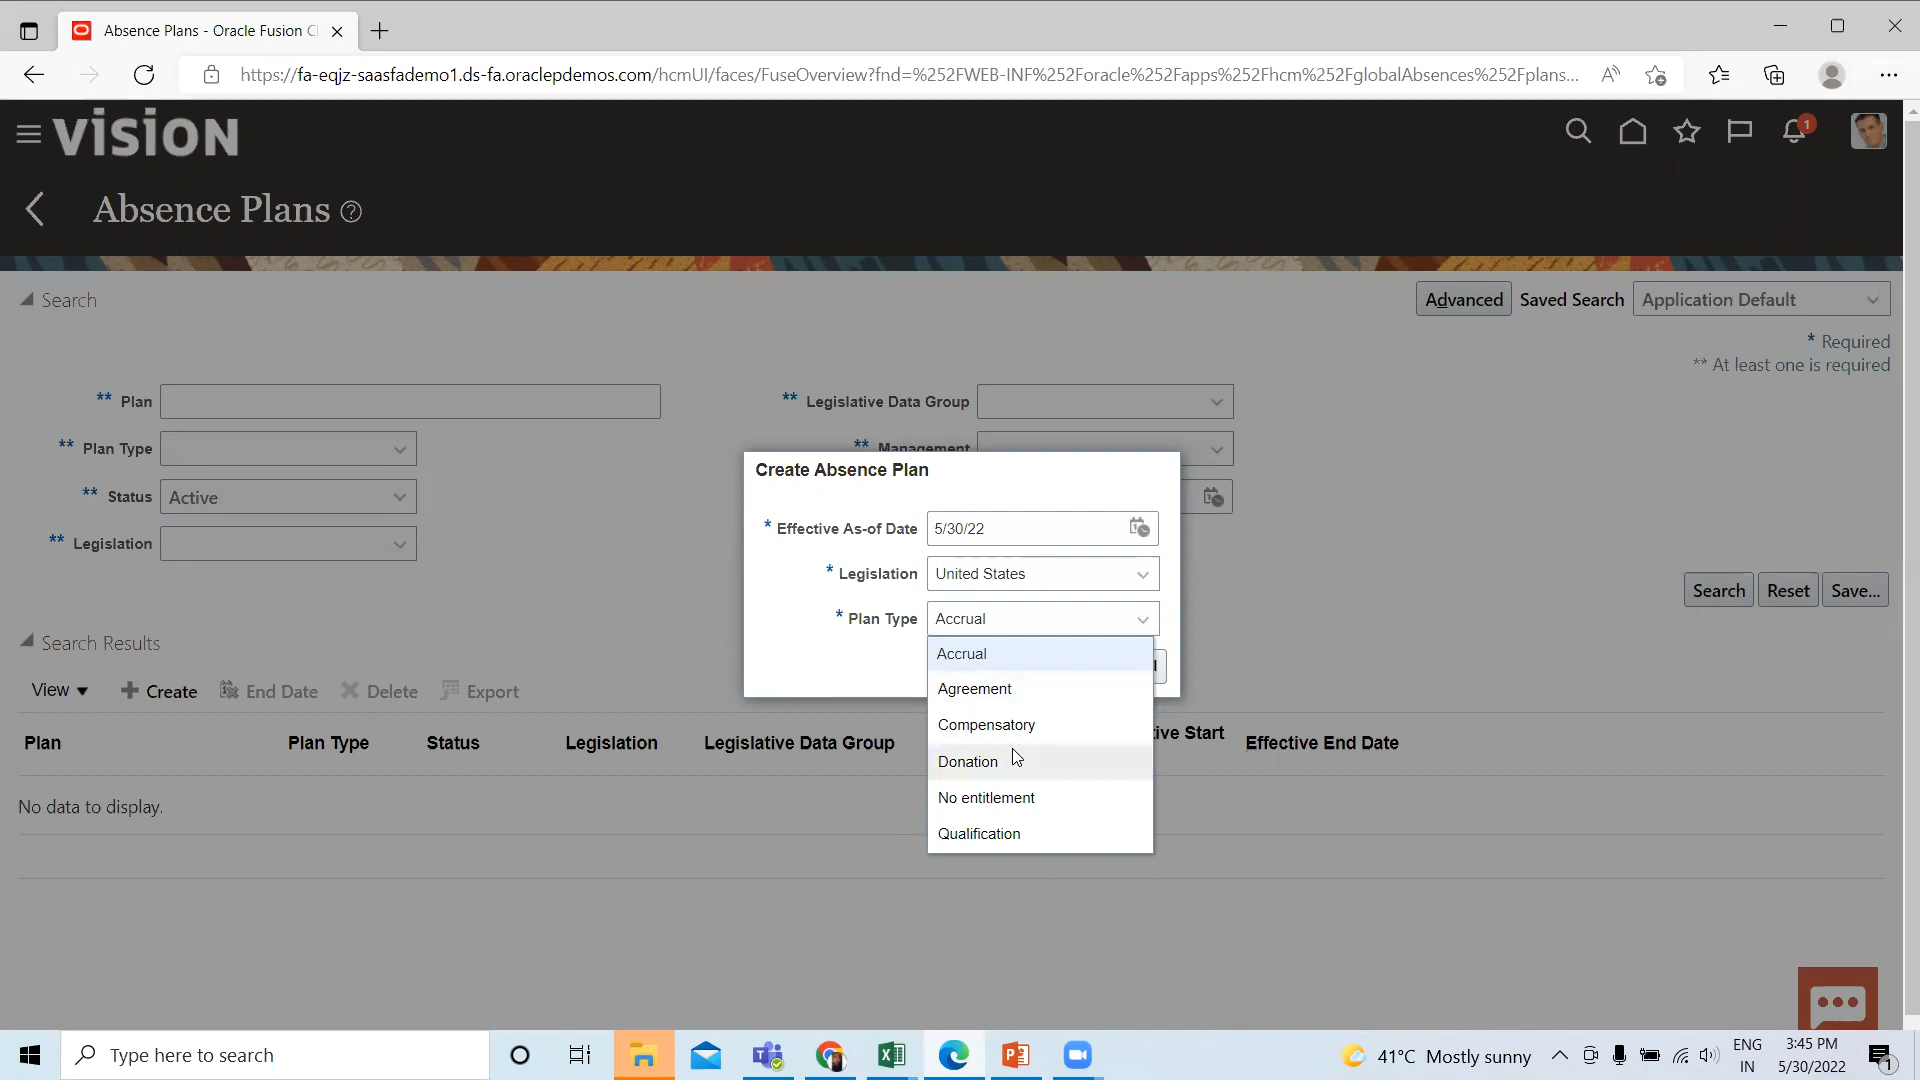 Absence Plans - Oracle Fusion Cl
https://fa-eqjz-saasfademo1.ds-fa.oraclepdemos.com/hcmUI/faces/FuseOverview?fnd=%252FWEB-INF%252Foracle%252Fapps%252Fhcm%252FglobalAbsences%252Fplans...
VISION
1
Absence Plans
Search
Advanced Saved Search Application Default
* Required
** At least one is required
** Plan
** Legislative Data Group
** Plan Type
** Management
** Status Active
** Legislation
Create Absence Plan
* Effective As-of Date 5/30/22
* Legislation United States
* Plan Type Accrual
Accrual
Agreement
Compensatory
Donation
No entitlement
Qualification
Search Reset Save...
Search Results
View Create End Date Delete Export
Plan Plan Type Status Legislation Legislative Data Group Start Effective End Date
No data to display.
Type here to search
41°C Mostly sunny
ENG
IN
3:45 PM
5/30/2022
1